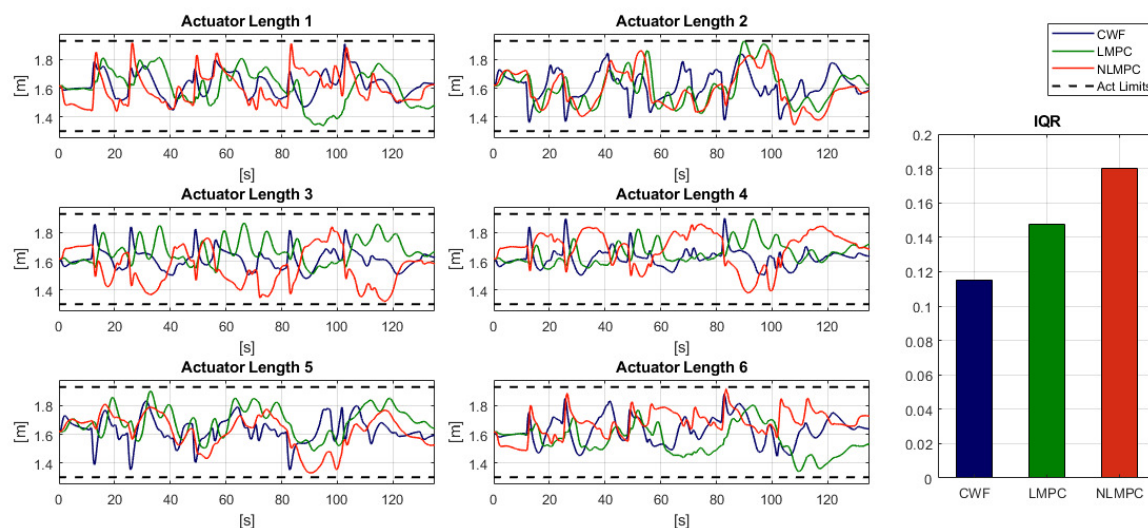 Actuator Length 1
[m]
1.8
1.6
1.4
0 20 40 60 80 100 120
[s]
Actuator Length 2
[m]
1.8
1.6
1.4
0 20 40 60 80 100 120
[s]
CWF
LMPC
NLMPC
Act Limits
Actuator Length 3
[m]
1.8
1.6
1.4
0 20 40 60 80 100 120
[s]
Actuator Length 4
[m]
1.8
1.6
1.4
0 20 40 60 80 100 120
[s]
Actuator Length 5
[m]
1.8
1.6
1.4
0 20 40 60 80 100 120
[s]
Actuator Length 6
[m]
1.8
1.6
1.4
0 20 40 60 80 100 120
[s]
IQR
0.2
0.18
0.16
0.14
0.12
0.1
0.08
0.06
0.04
0.02
0
CWF LMPC NLMPC